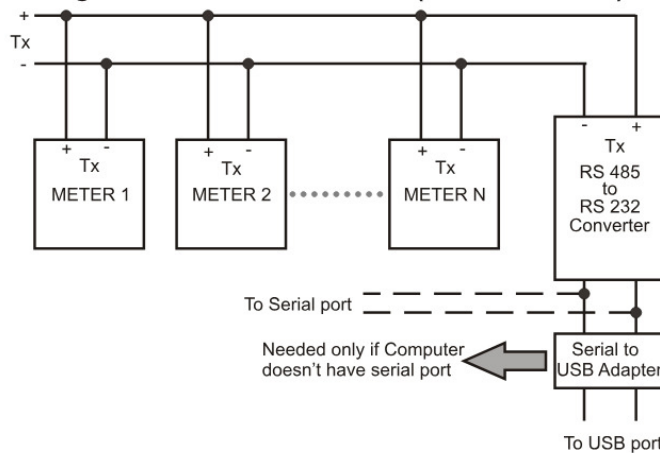 +
Tx
-
+ -
Tx
METER 1
+ -
Tx
METER 2
+ -
Tx
METER N
- +
Tx
RS 485
to
RS 232
Converter
To Serial port
Needed only if Computer
doesn't have serial port
Serial to
USB Adapter
To USB port